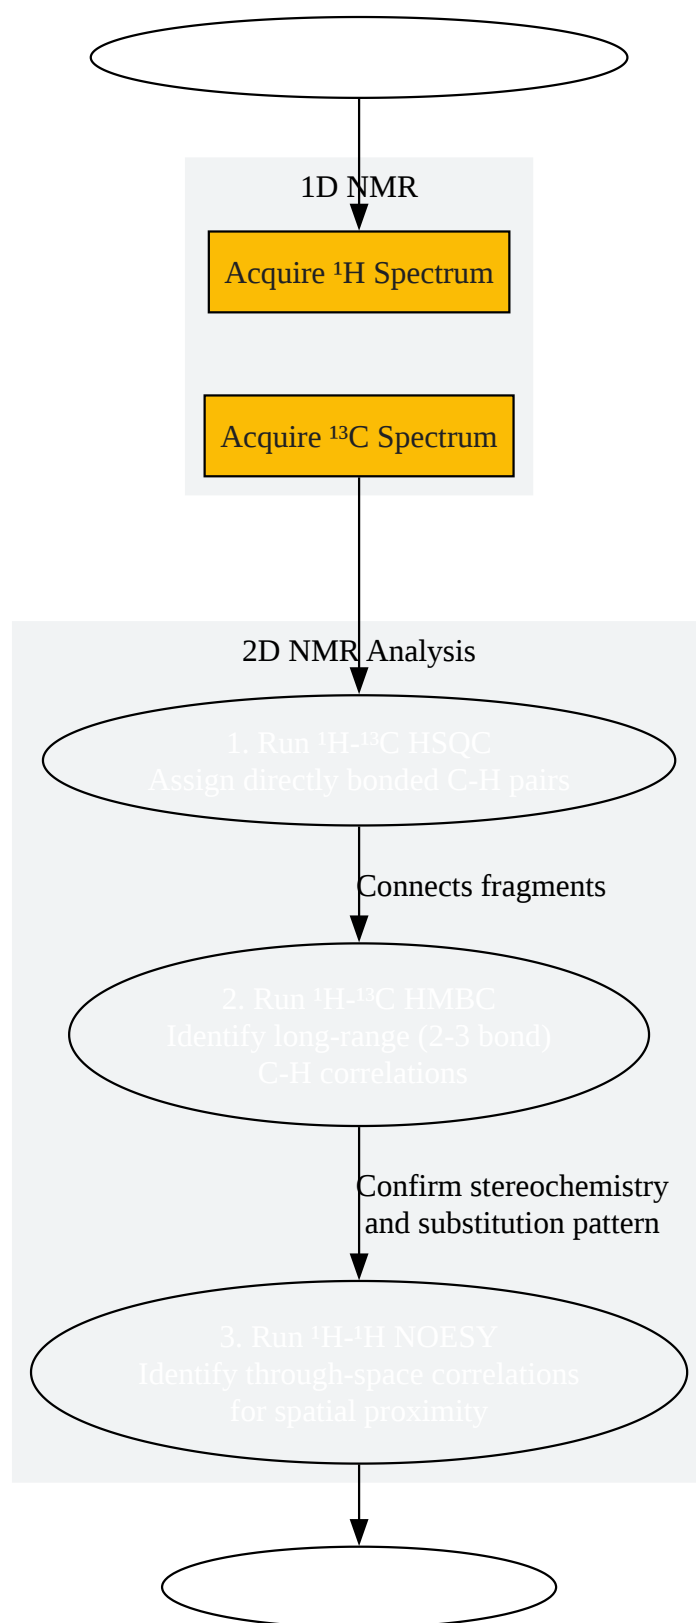 1D NMR
Acquire ¹H Spectrum
Acquire ¹³C Spectrum
2D NMR Analysis
1. Run ¹H-¹³C HSQC
Assign directly bonded C-H pairs
Connects fragments
2. Run ¹H-¹³C HMBC
Identify long-range (2-3 bond)
C-H correlations
Confirm stereochemistry
and substitution pattern
3. Run ¹H-¹H NOESY
Identify through-space correlations
for spatial proximity